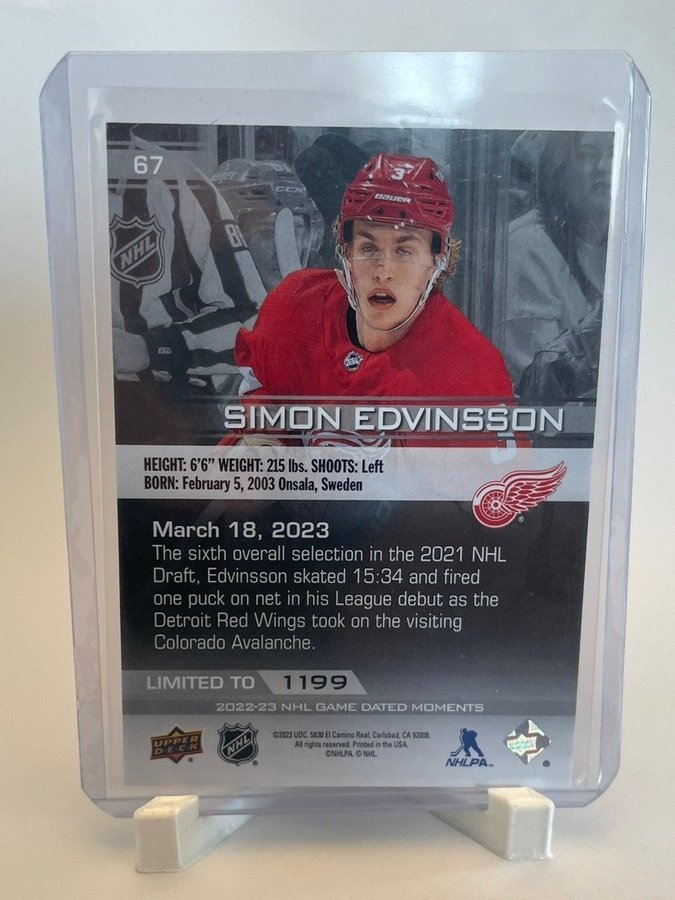 67
NHL
CCM
8
88
3
BAUER
SIMON EDVINSSON
HEIGHT: 6'6" WEIGHT: 215 lbs. SHOOTS: Left
BORN: February 5, 2003 Onsala, Sweden
March 18, 2023
The sixth overall selection in the 2021 NHL
Draft, Edvinsson skated 15:34 and fired
one puck on net in his League debut as the
Detroit Red Wings took on the visiting
Colorado Avalanche.
LIMITED TO 1199
2022-23 NHL GAME DATED MOMENTS
UPPER
DECK
NHL
©2023 UDC. 5830 El Camino Real, Carlsbad, CA 92008.
All rights reserved. Printed in the USA.
©NHLPA. © NHL.
NHLPA